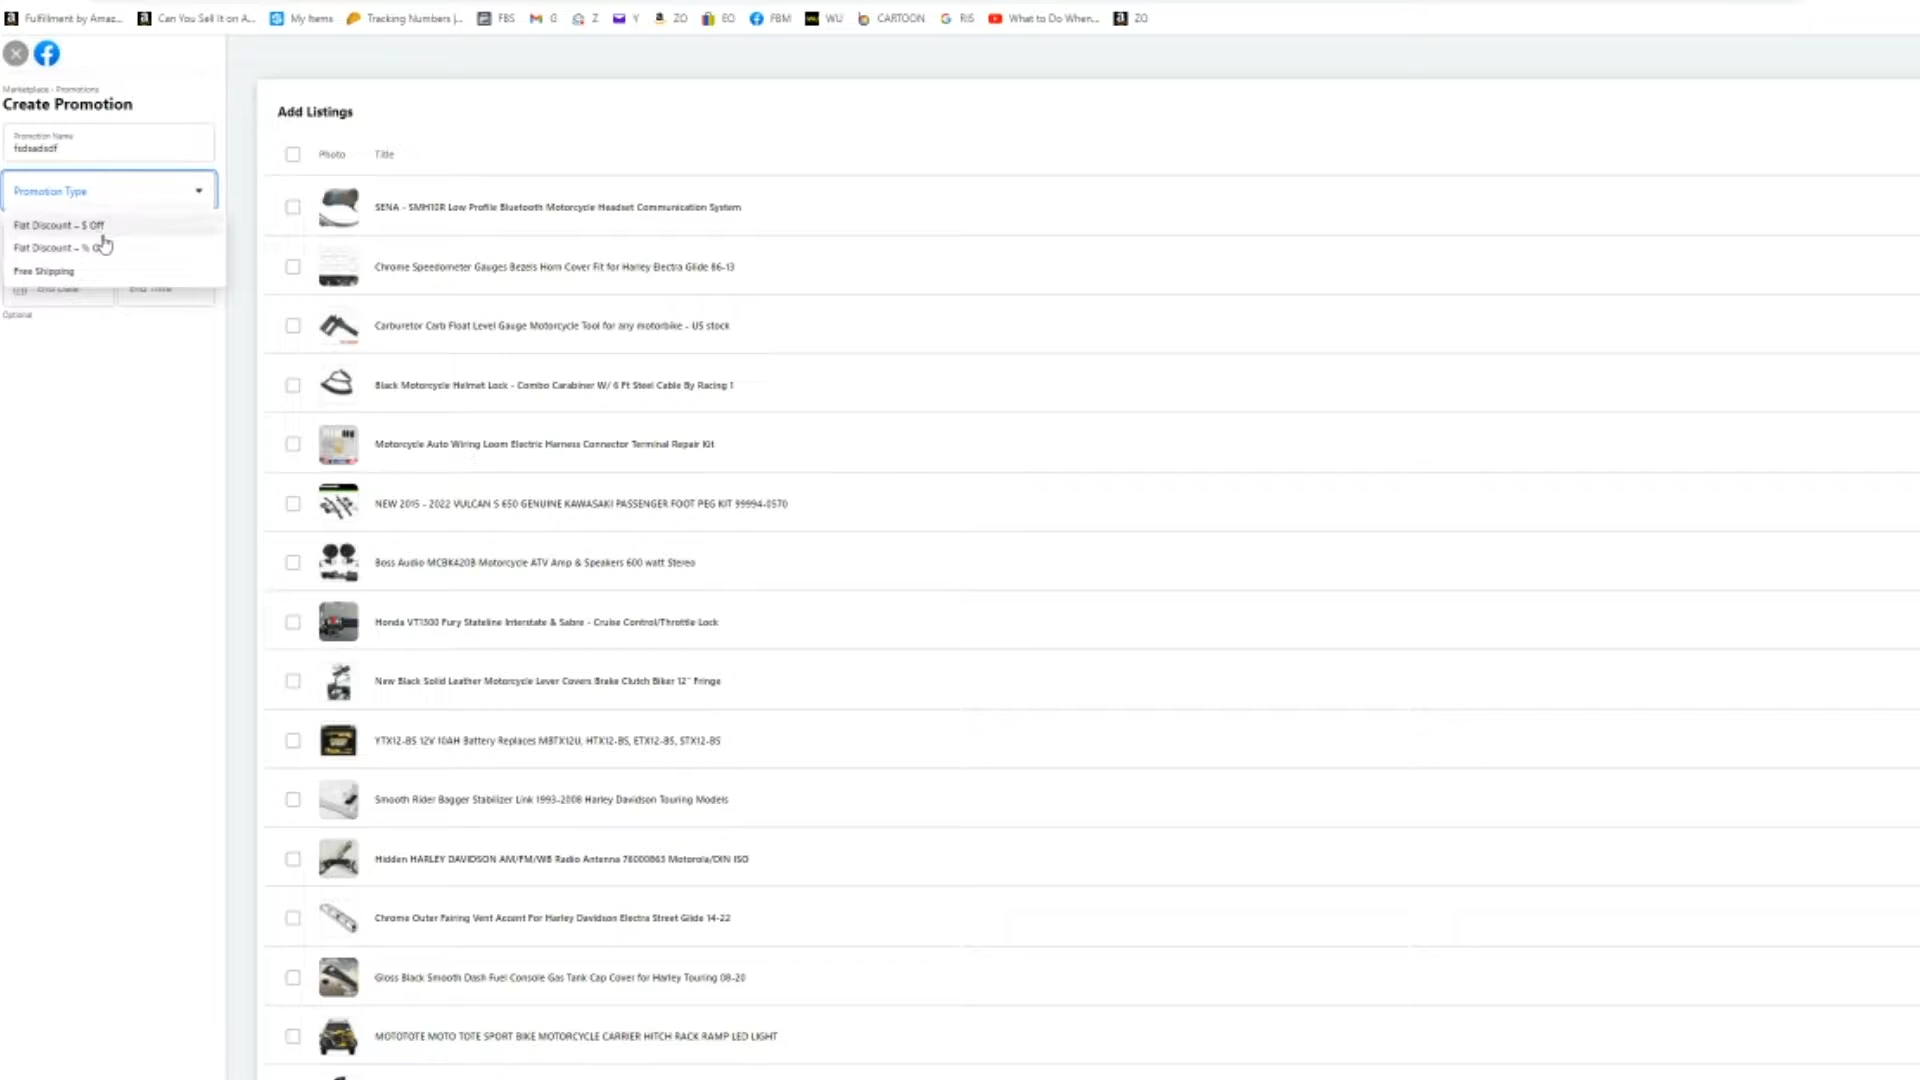 Fulfillment by Amaz... Can You Sell It on A... My Items Tracking Numbers |... FBS G Z Y ZO EO FBM WU CARTOON RIS What to Do When... ZO
Marketplace · Promotions
Create Promotion
Promotion Name
Promotion Type
Flat Discount – $ Off
Flat Discount – %
Free Shipping
End Date End Time
Optional
Add Listings
Photo Title
SENA - SMH10R Low Profile Bluetooth Motorcycle Headset Communication System
Chrome Speedometer Gauges Bezels Horn Cover Fit for Harley Electra Glide 86-13
Carburetor Carb Float Level Gauge Motorcycle Tool for any motorbike - US stock
Black Motorcycle Helmet Lock - Combo Carabiner W/ 6 Ft Steel Cable By Racing 1
Motorcycle Auto Wiring Loom Electric Harness Connector Terminal Repair Kit
NEW 2015 - 2022 VULCAN S 650 GENUINE KAWASAKI PASSENGER FOOT PEG KIT 99994-0570
Boss Audio MCBK420B Motorcycle ATV Amp & Speakers 600 watt Stereo
Honda VT1300 Fury Stateline Interstate & Sabre - Cruise Control/Throttle Lock
New Black Solid Leather Motorcycle Lever Covers Brake Clutch Biker 12" Fringe
YTX12-BS 12V 10AH Battery Replaces MBTX12U, HTX12-BS, ETX12-BS, STX12-BS
Smooth Rider Bagger Stabilizer Link 1993-2008 Harley Davidson Touring Models
Hidden HARLEY DAVIDSON AM/FM/WB Radio Antenna 76000863 Motorola/DIN ISO
Chrome Outer Fairing Vent Accent For Harley Davidson Electra Street Glide 14-22
Gloss Black Smooth Dash Fuel Console Gas Tank Cap Cover for Harley Touring 08-20
MOTOTOTE MOTO TOTE SPORT BIKE MOTORCYCLE CARRIER HITCH RACK RAMP LED LIGHT